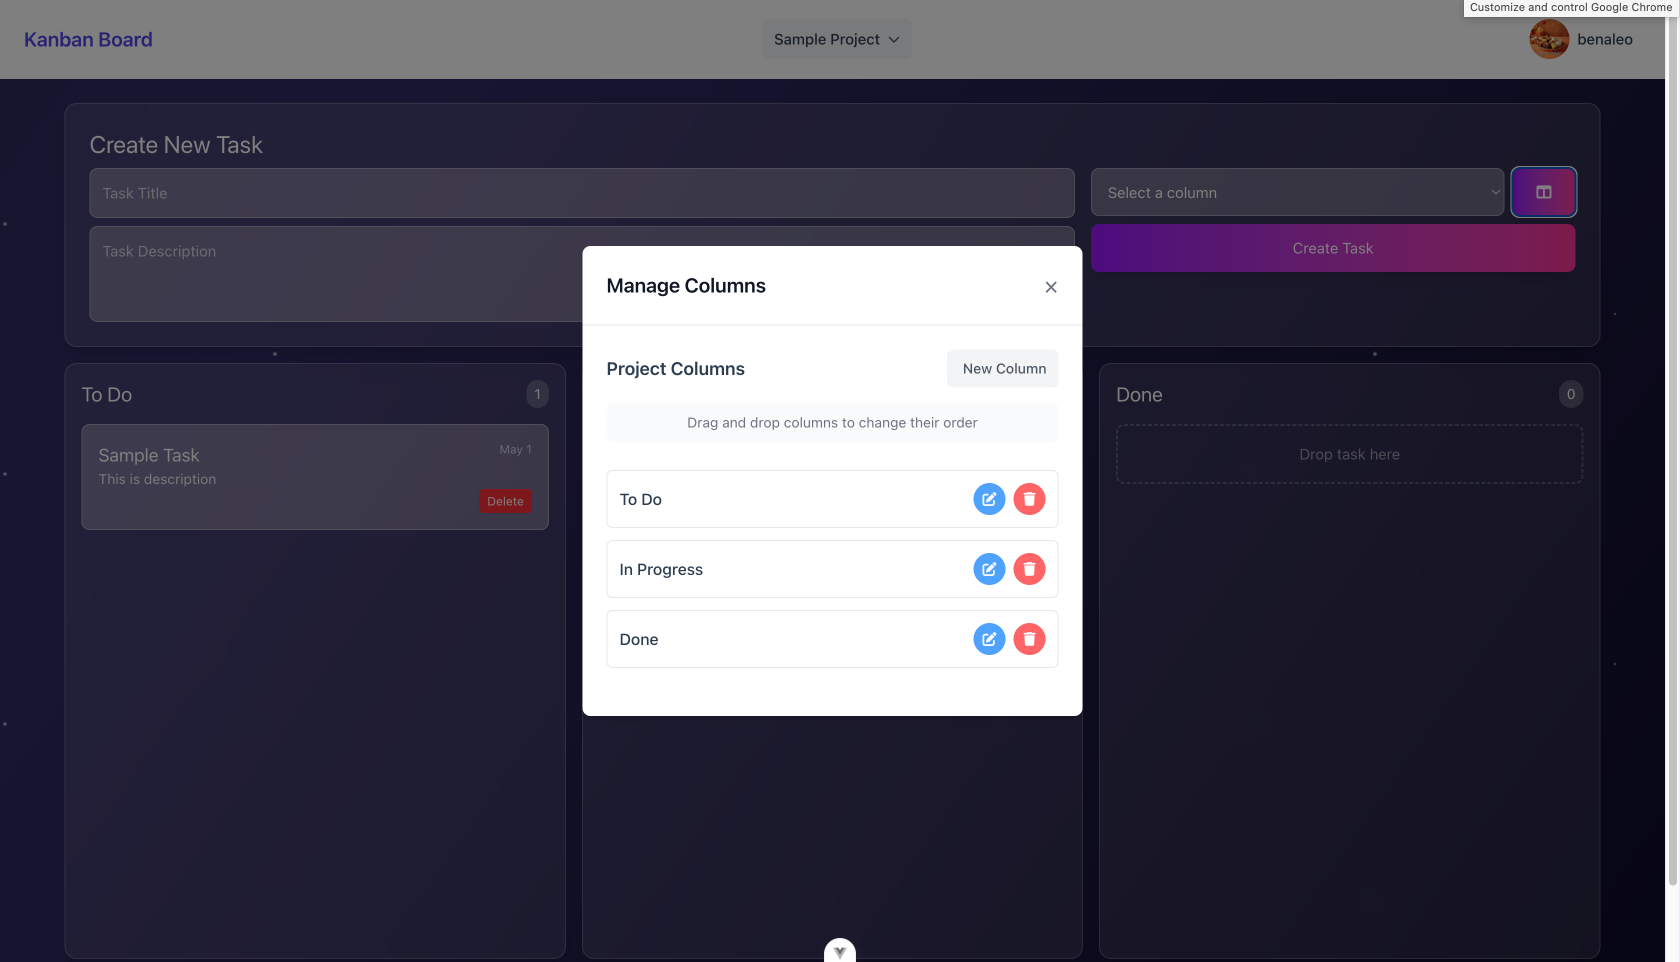 Customize and control Google Chrome
Kanban Board
Sample Project
benaleo
Create New Task
Task Title
Select a column
Task Description
Create Task
Manage Columns
Project Columns
New Column
Drag and drop columns to change their order
To Do
In Progress
Done
To Do
1
Sample Task
May 1
This is description
Delete
Done
0
Drop task here